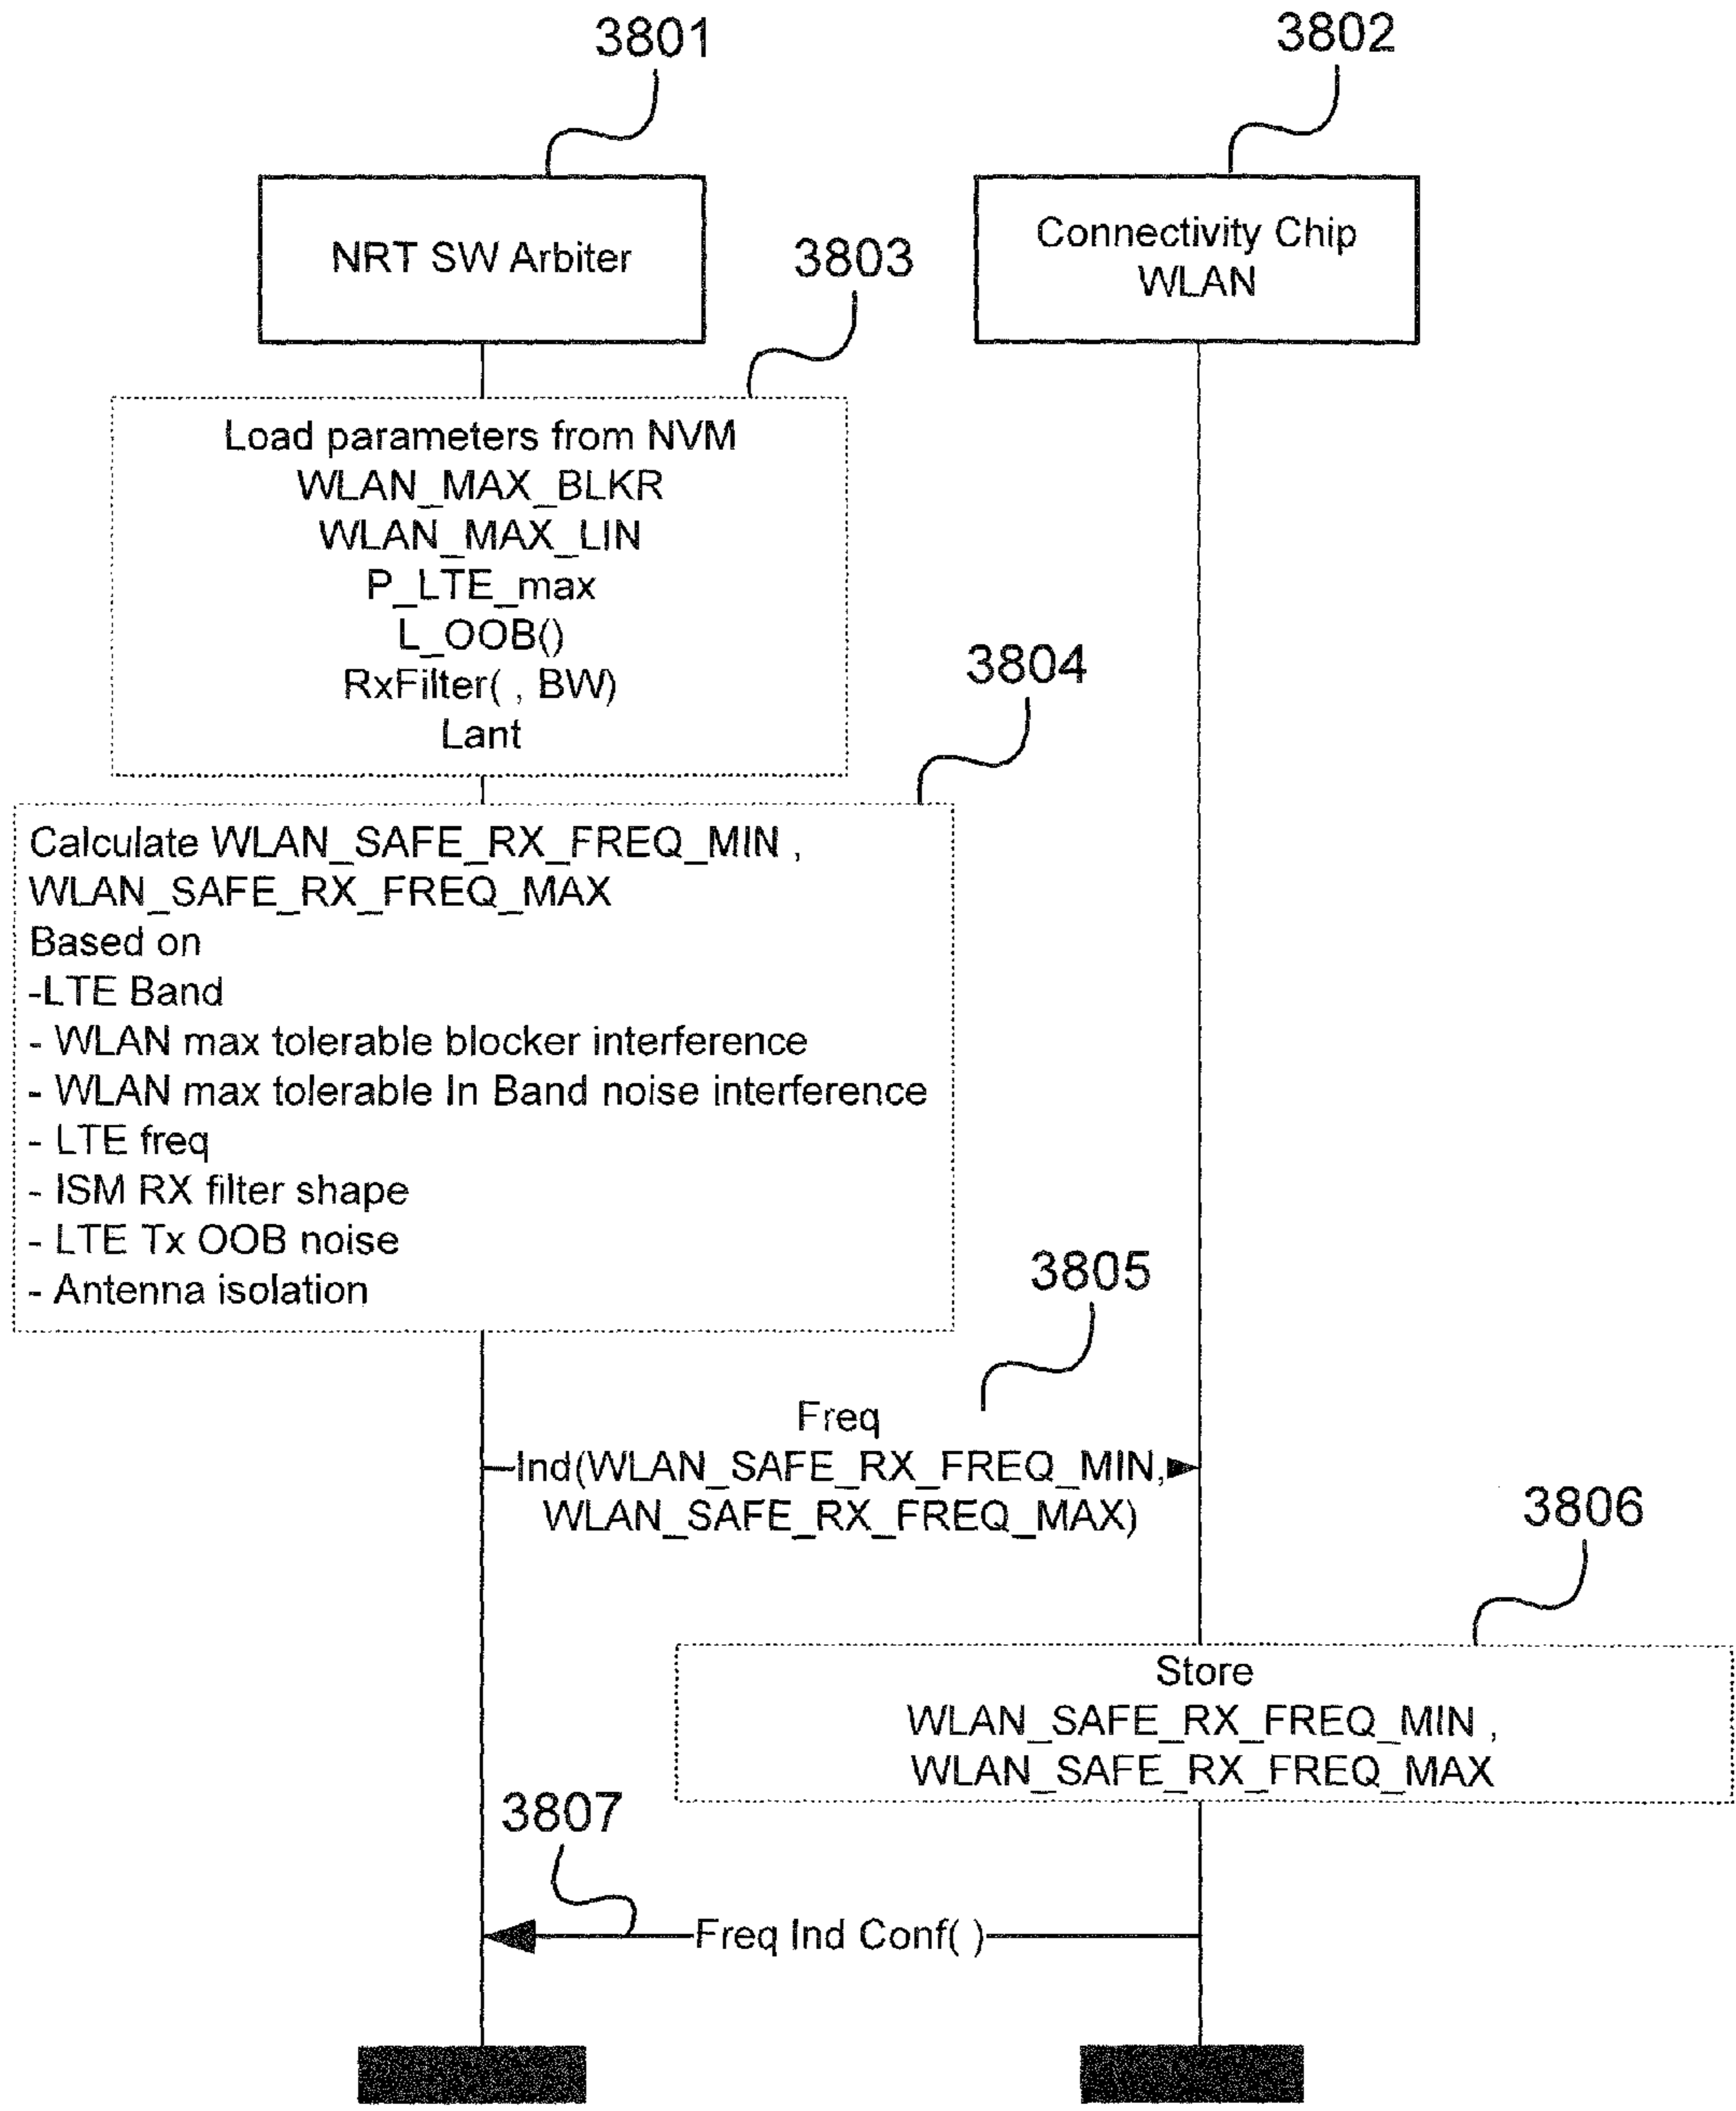 3801
3802
NRT SW Arbiter
Connectivity Chip
WLAN
3803
Load parameters from NVM
WLAN_MAX_BLKR
WLAN_MAX_LIN
P_LTE_max
L_OOB()
RxFilter( , BW)
Lant
3804
Calculate WLAN_SAFE_RX_FREQ_MIN ,
WLAN_SAFE_RX_FREQ_MAX
Based on
-LTE Band
- WLAN max tolerable blocker interference
- WLAN max tolerable In Band noise interference
- LTE freq
- ISM RX filter shape
- LTE Tx OOB noise
- Antenna isolation
3805
Freq
Ind(WLAN_SAFE_RX_FREQ_MIN,
WLAN_SAFE_RX_FREQ_MAX)
3806
Store
WLAN_SAFE_RX_FREQ_MIN ,
WLAN_SAFE_RX_FREQ_MAX
3807
Freq Ind Conf( )